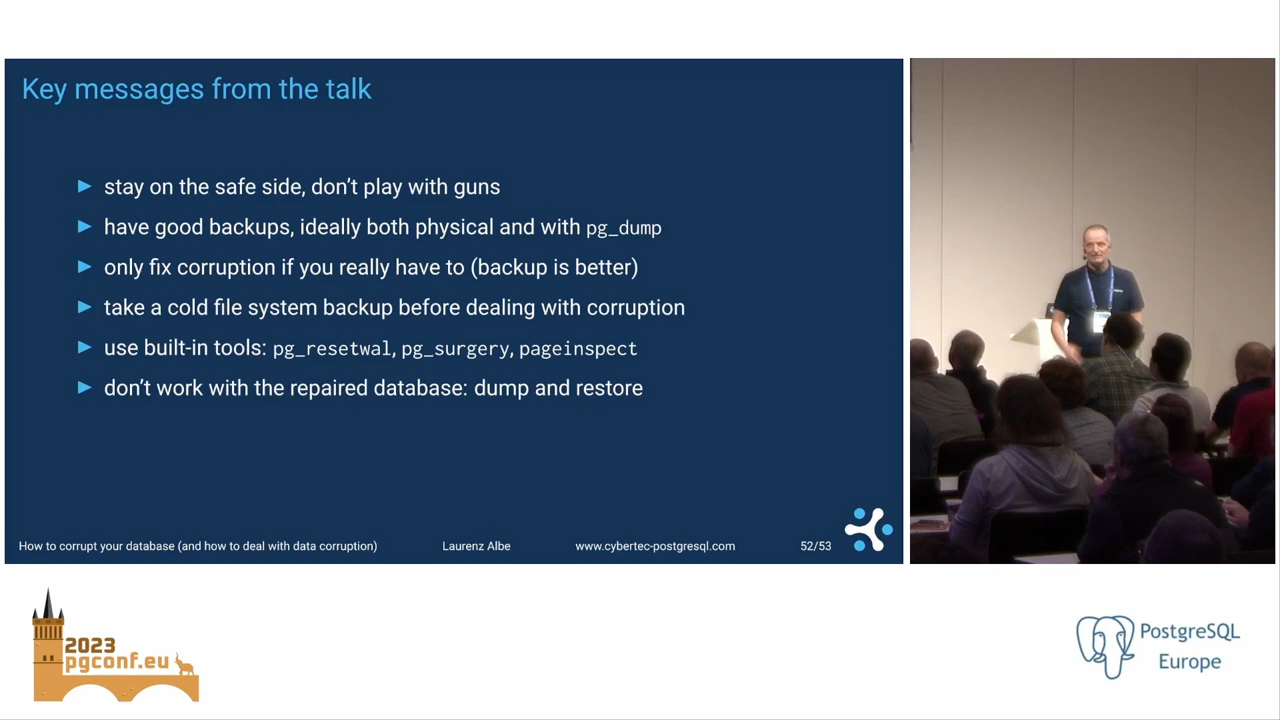 Key messages from the talk
stay on the safe side, don't play with guns
have good backups, ideally both physical and with pg_dump
only fix corruption if you really have to (backup is better)
take a cold file system backup before dealing with corruption
use built-in tools: pg_resetwal, pg_surgery, pageinspect
don't work with the repaired database: dump and restore
How to corrupt your database (and how to deal with data corruption) Laurenz Albe www.cybertec-postgresql.com 52/53
2023
pgconf.eu
PostgreSQL
Europe